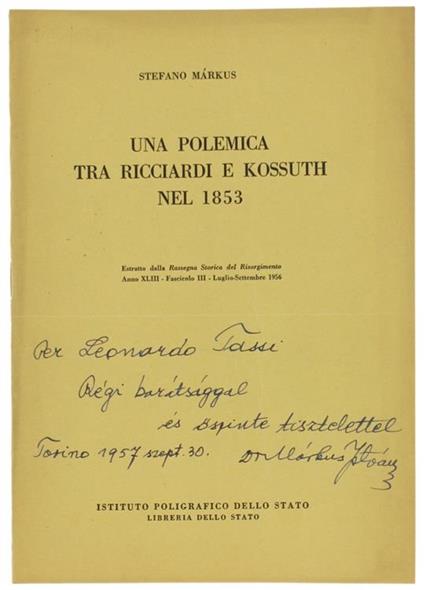 STEFANO MÁRKUS
UNA POLEMICA
TRA RICCIARDI E KOSSUTH
NEL 1853
Estratto dalla Rassegna Storica del Risorgimento
Anno XLIII - Fascicolo III - Luglio-Settembre 1956
Per Leonardo Tassi
Régi barátsággal
és őszinte tisztelettel
Torino 1957 szept. 30.
Dr Márkus István
ISTITUTO POLIGRAFICO DELLO STATO
LIBRERIA DELLO STATO